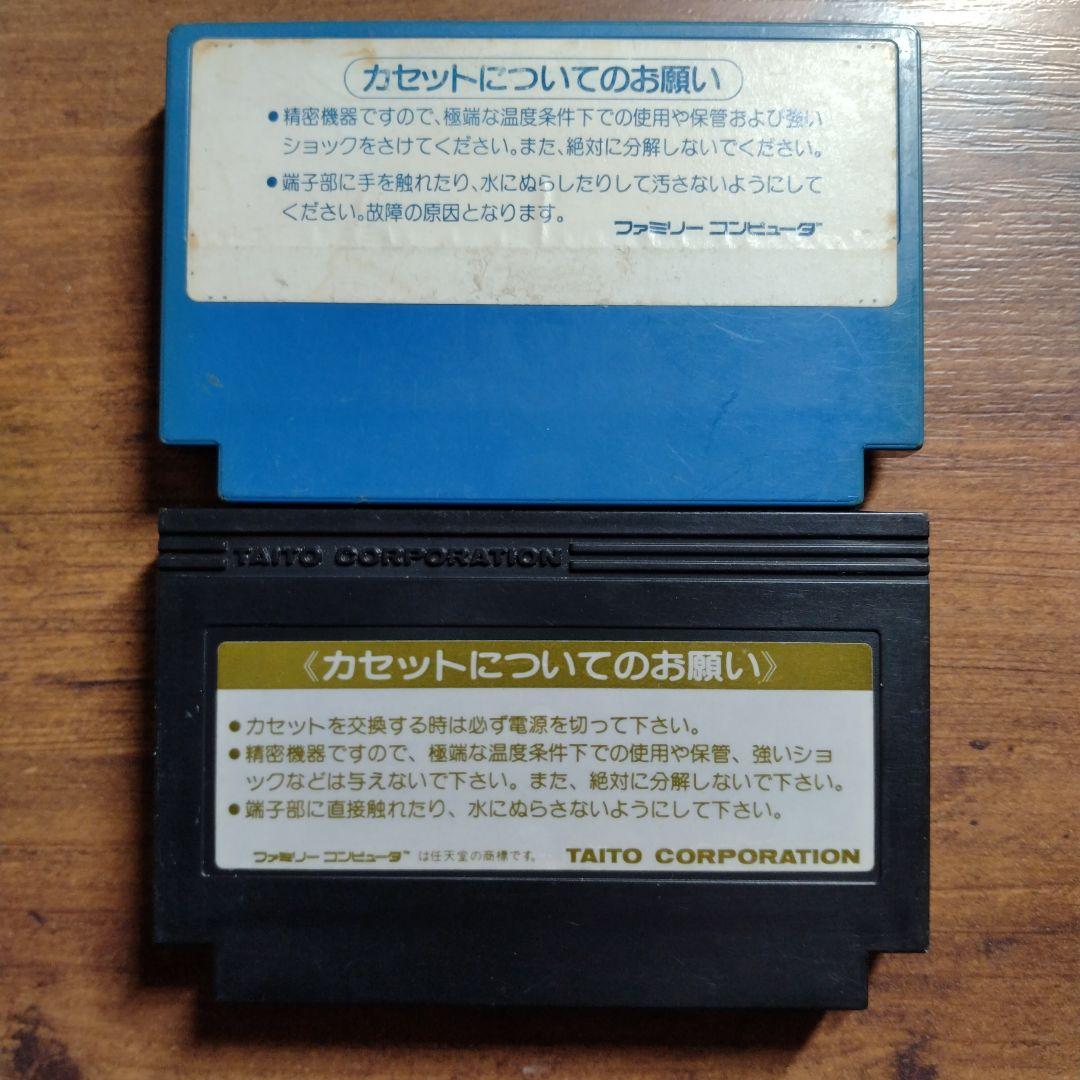 カセットについてのお願い
●精密機器ですので、極端な温度条件下での使用や保管および強い
ショックをさけてください。また、絶対に分解しないでください。
●端子部に手を触れたり、水にぬらしたりして汚さないようにして
ください。故障の原因となります。
ファミリーコンピュータ™
TAITO CORPORATION
《カセットについてのお願い》
●カセットを交換する時は必ず電源を切って下さい。
●精密機器ですので、極端な温度条件下での使用や保管、強いショ
ックなどは与えないで下さい。また、絶対に分解しないで下さい。
●端子部に直接触れたり、水にぬらさないようにして下さい。
ファミリーコンピュータ™は任天堂の商標です。 TAITO CORPORATION